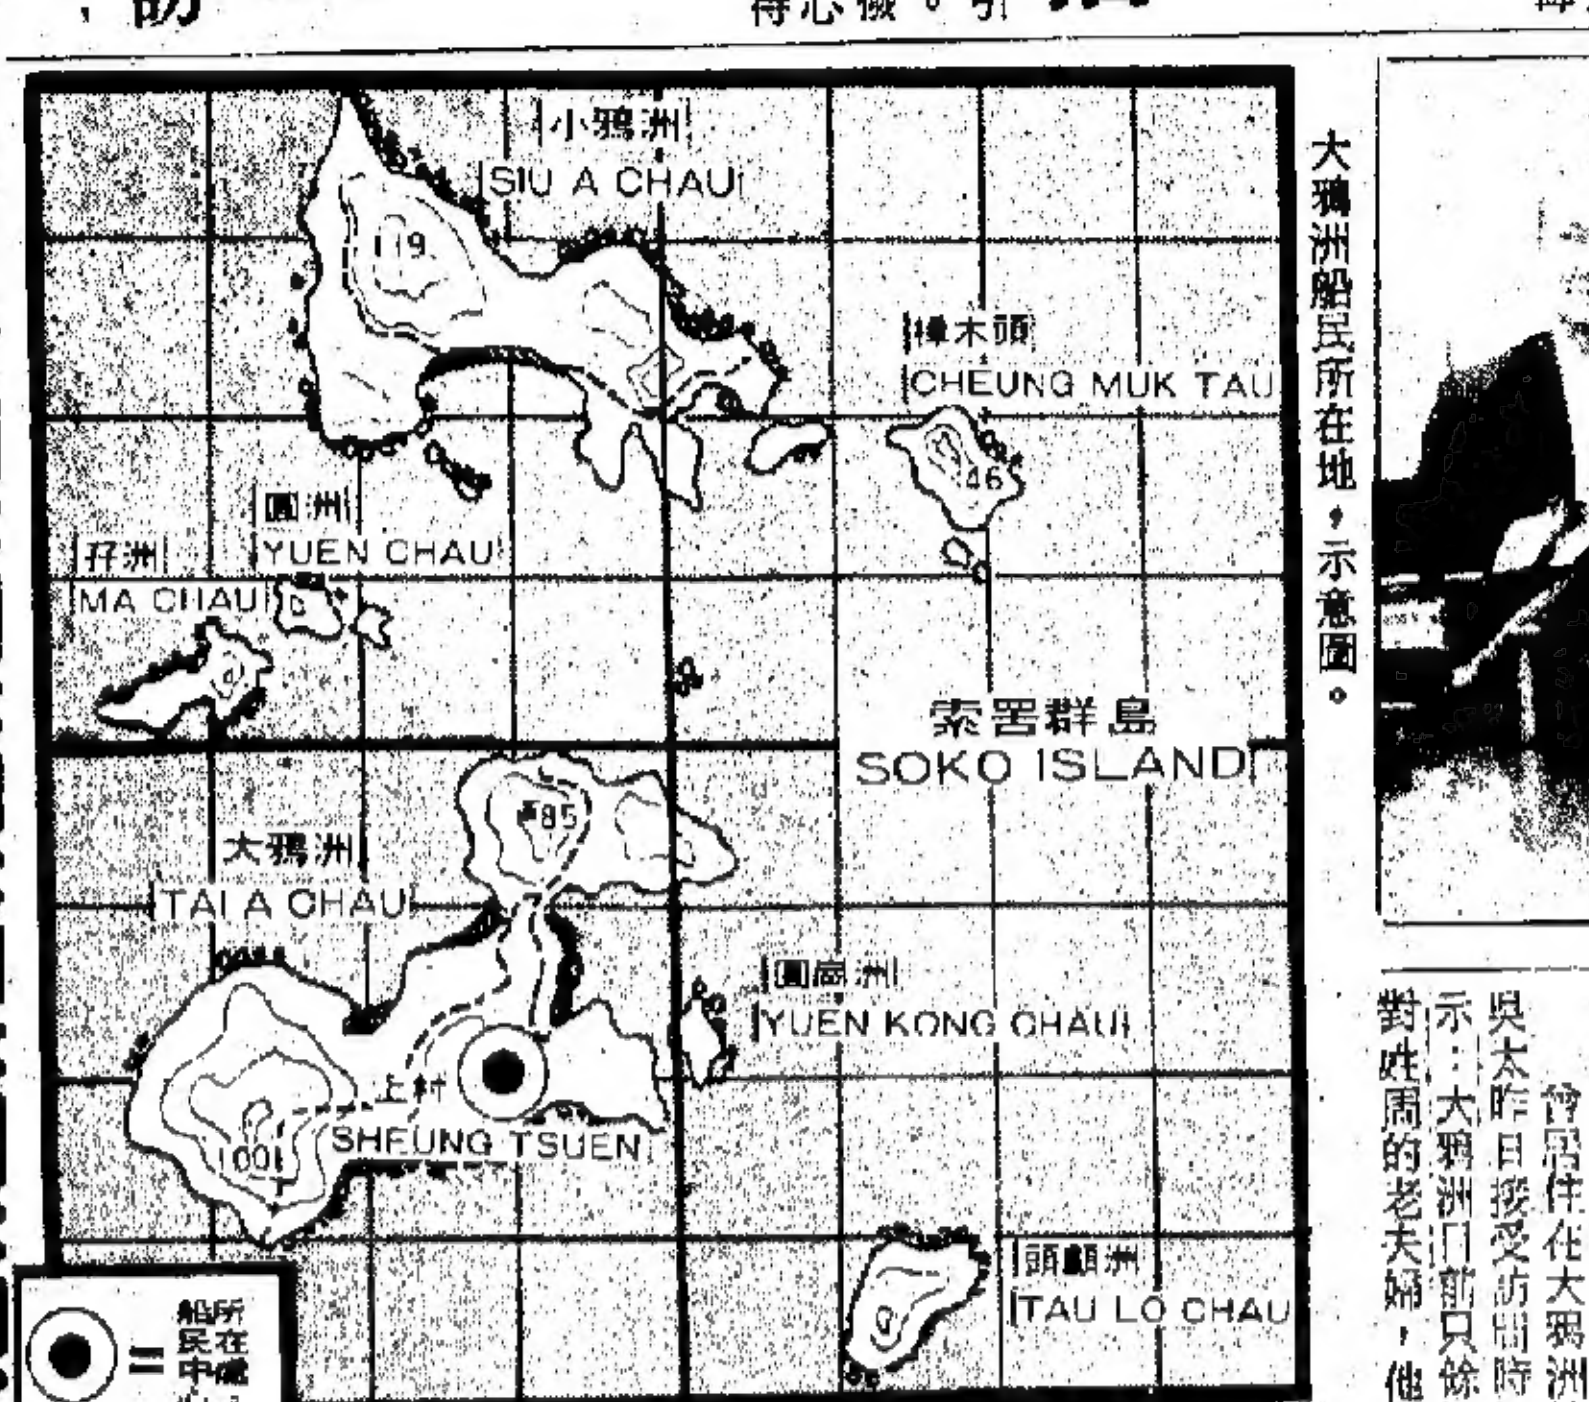 小鴉洲
SIU A CHAU
119
樟木頭
CHEUNG MUK TAU
46
圓洲
YUEN CHAU
孖洲
MA CHAU
索罟群島
SOKO ISLAND
85
大鴉洲
TAI A CHAU
圓崗洲
YUEN KONG CHAU
上村
SHEUNG TSUEN
100
頭顱洲
TAU LO CHAU
=
船民中
所在
大鴉洲船民所在地,示意圖。
曾居住在大鴉洲
吳太昨日接受訪問時
示:大鴉洲目前只餘
對姓周的老夫婦,他